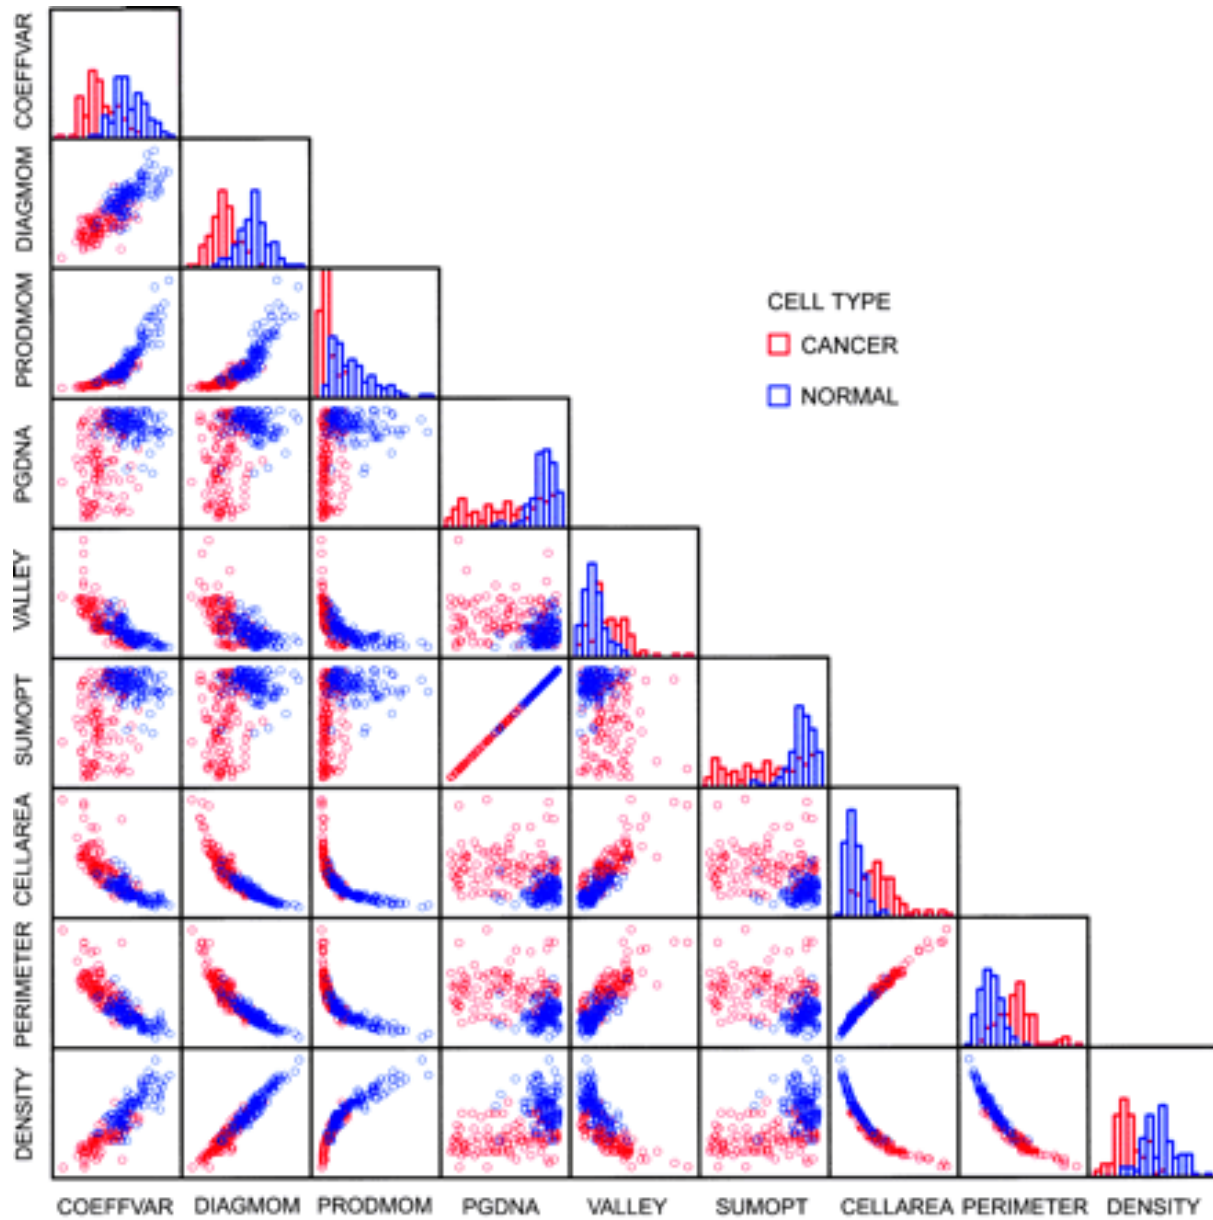 COEFFVAR
DIAGMOM
PRODMOM
PGDNA
VALLEY
SUMOPT
CELLAREA
PERIMETER
DENSITY
CELL TYPE
CANCER
NORMAL
COEFFVAR DIAGMOM PRODMOM PGDNA VALLEY SUMOPT CELLAREA PERIMETER DENSITY